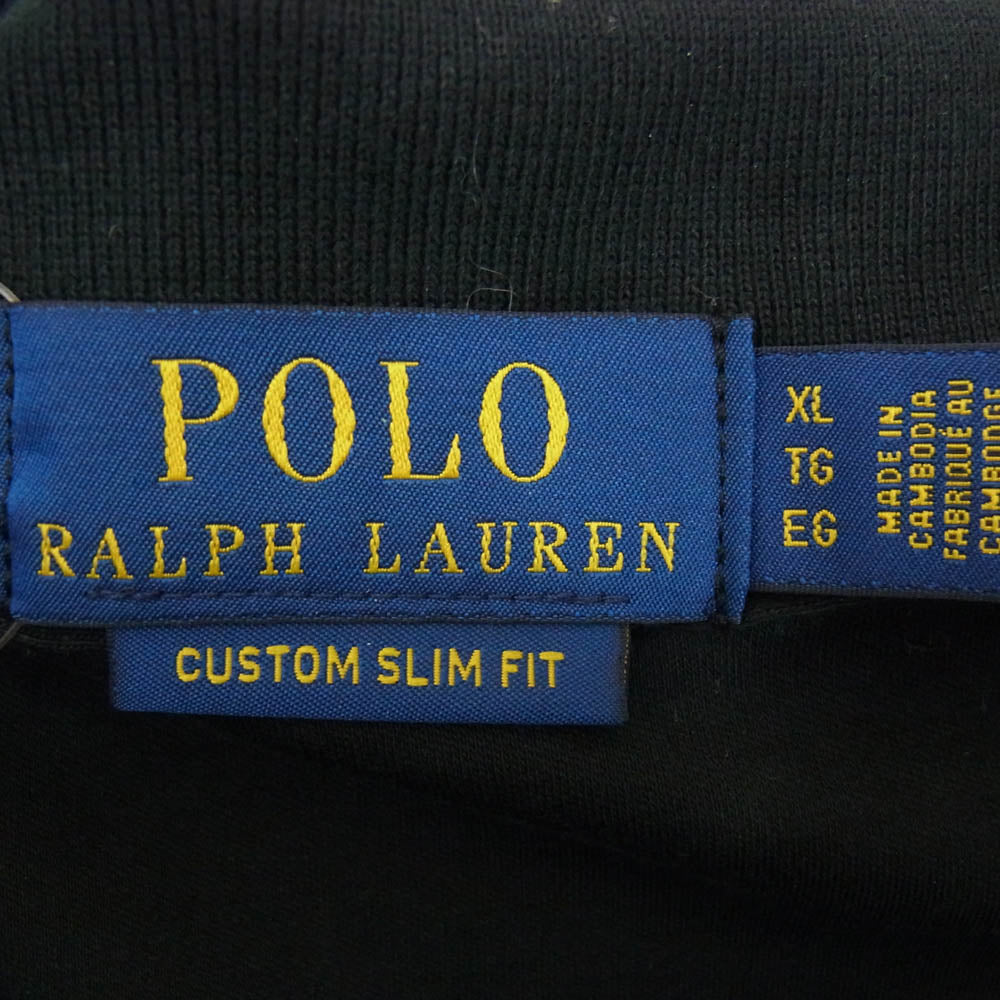 POLO
RALPH LAUREN
CUSTOM SLIM FIT
XL
TG
EG
MADE IN
CAMBODIA
FABRIQUÉ AU
CAMBODGE